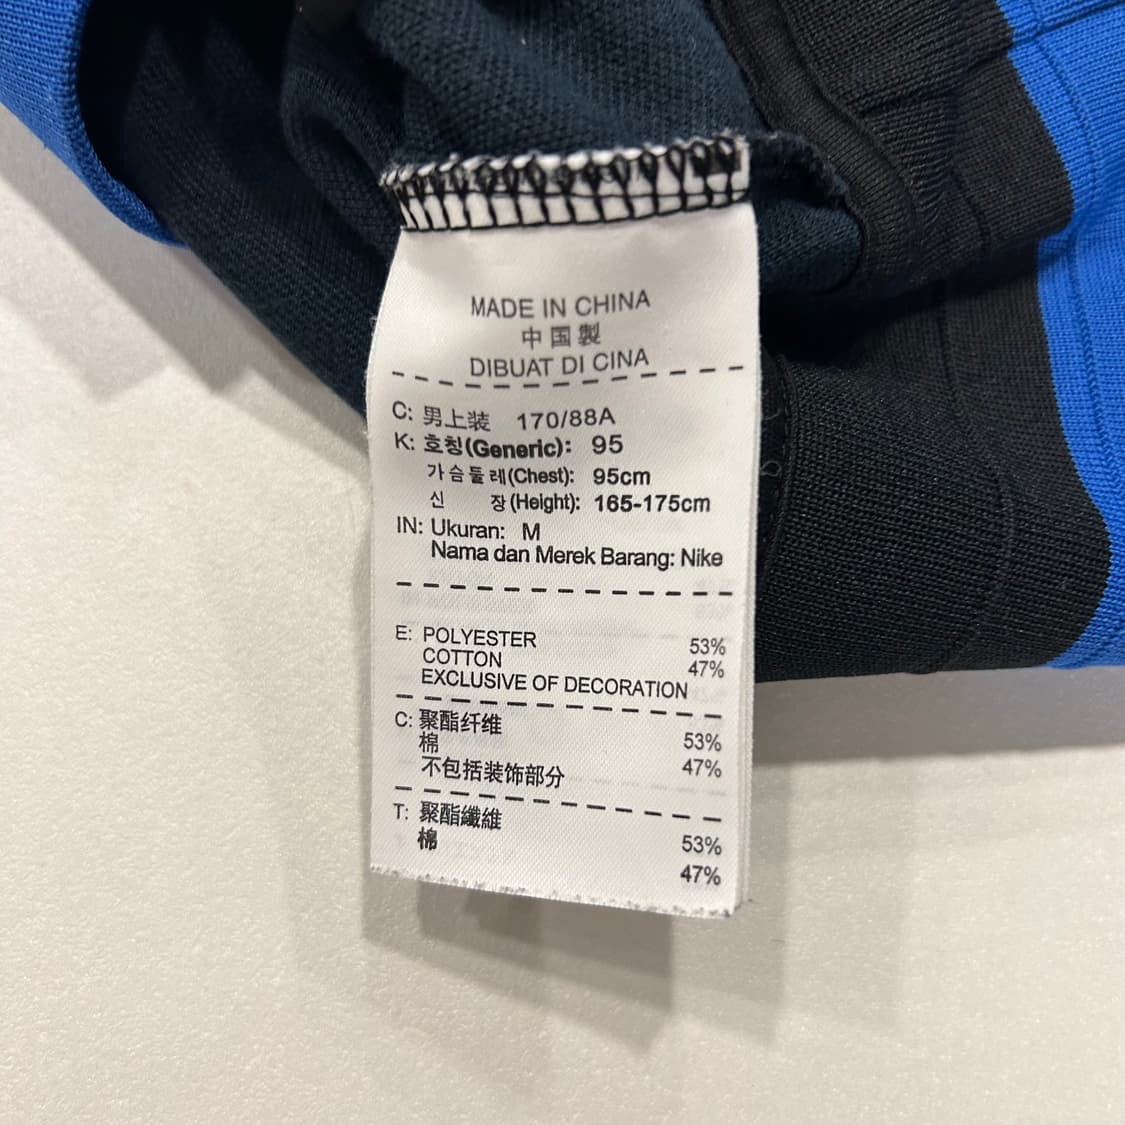 MADE IN CHINA
中国製
DIBUAT DI CINA
C: 男上装 170/88A
K: 호칭(Generic): 95
가슴둘레(Chest): 95cm
신 장(Height): 165-175cm
IN: Ukuran: M
Nama dan Merek Barang: Nike
E: POLYESTER 53%
COTTON 47%
EXCLUSIVE OF DECORATION
C: 聚酯纤维 53%
棉 47%
不包括装饰部分
T: 聚酯纖維 53%
棉 47%